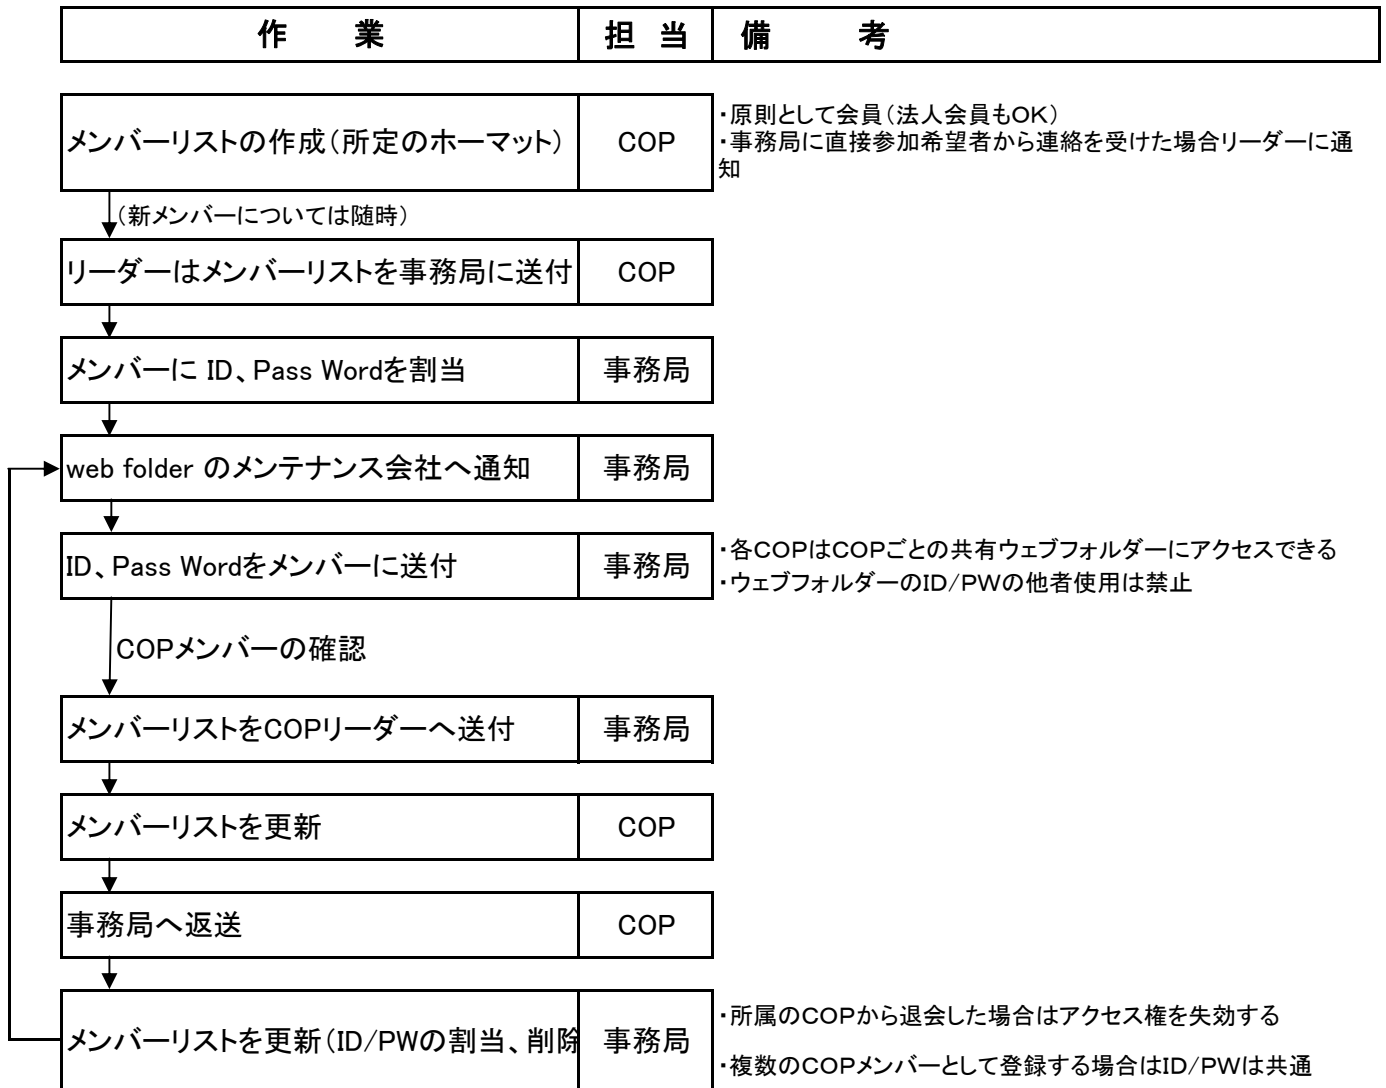 作　業　担 当　備　考
メンバーリストの作成（所定のホーマット）　COP
・原則として会員（法人会員もOK）
・事務局に直接参加希望者から連絡を受けた場合リーダーに通
知
（新メンバーについては随時）
リーダーはメンバーリストを事務局に送付　COP
メンバーに ID、Pass Wordを割当　事務局
web folder のメンテナンス会社へ通知　事務局
ID、Pass Wordをメンバーに送付　事務局
・各COPはCOPごとの共有ウェブフォルダーにアクセスできる
・ウェブフォルダーのID/PWの他者使用は禁止
COPメンバーの確認
メンバーリストをCOPリーダーへ送付　事務局
メンバーリストを更新　COP
事務局へ返送　COP
メンバーリストを更新（ID/PWの割当、削除　事務局
・所属のCOPから退会した場合はアクセス権を失効する
・複数のCOPメンバーとして登録する場合はID/PWは共通